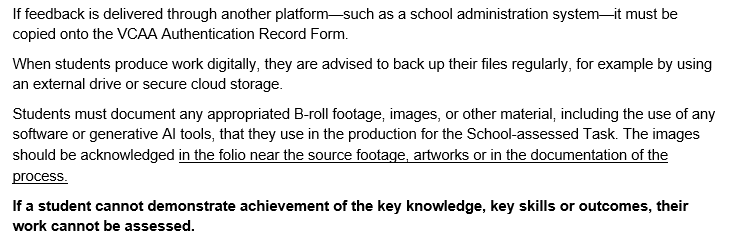 If feedback is delivered through another platform—such as a school administration system—it must be
copied onto the VCAA Authentication Record Form.
When students produce work digitally, they are advised to back up their files regularly, for example by using
an external drive or secure cloud storage.
Students must document any appropriated B-roll footage, images, or other material, including the use of any
software or generative AI tools, that they use in the production for the School-assessed Task. The images
should be acknowledged in the folio near the source footage, artworks or in the documentation of the
process.
If a student cannot demonstrate achievement of the key knowledge, key skills or outcomes, their
work cannot be assessed.